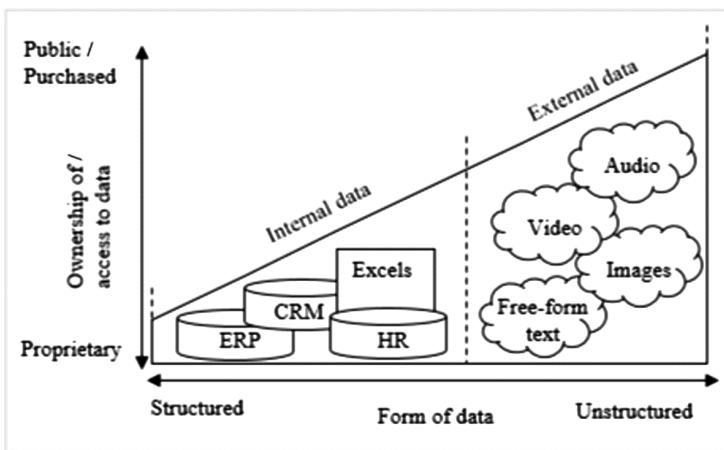 Public /
Purchased
Ownership of /
access to data
Proprietary
Internal data
External data
Excels
CRM
ERP
HR
Audio
Video
Images
Free-form
text
Structured
Form of data
Unstructured